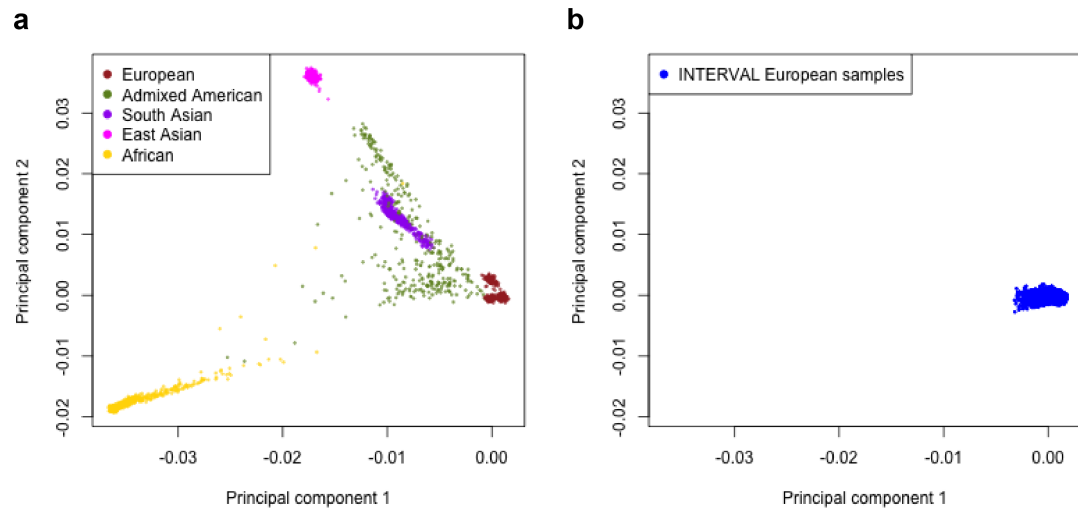 a
European
Admixed American
South Asian
East Asian
African
0.03
0.02
0.01
0.00
-0.01
-0.02
Principal component 2
-0.03
-0.02
-0.01
0.00
Principal component 1
b
INTERVAL European samples
0.03
0.02
0.01
0.00
-0.01
-0.02
Principal component 2
-0.03
-0.02
-0.01
0.00
Principal component 1